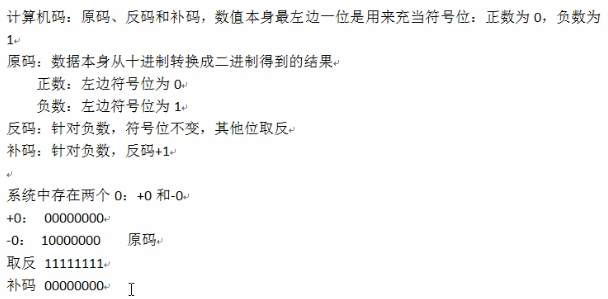 计算机码：原码、反码和补码，数值本身最左边一位是用来充当符号位：正数为 0，负数为
1
原码：数据本身从十进制转换成二进制得到的结果
正数：左边符号位为 0
负数：左边符号位为 1
反码：针对负数，符号位不变，其他位取反
补码：针对负数，反码+1
系统中存在两个 0：+0 和-0
+0： 00000000
-0： 10000000 原码
取反 11111111
补码 00000000